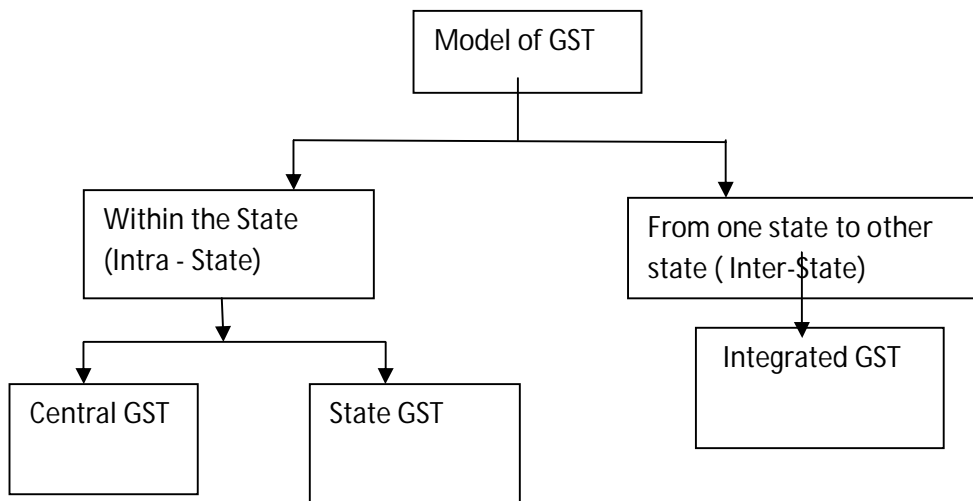 Model of GST
Within the State
(Intra - State)
From one state to other
state ( Inter-State)
Central GST
State GST
Integrated GST